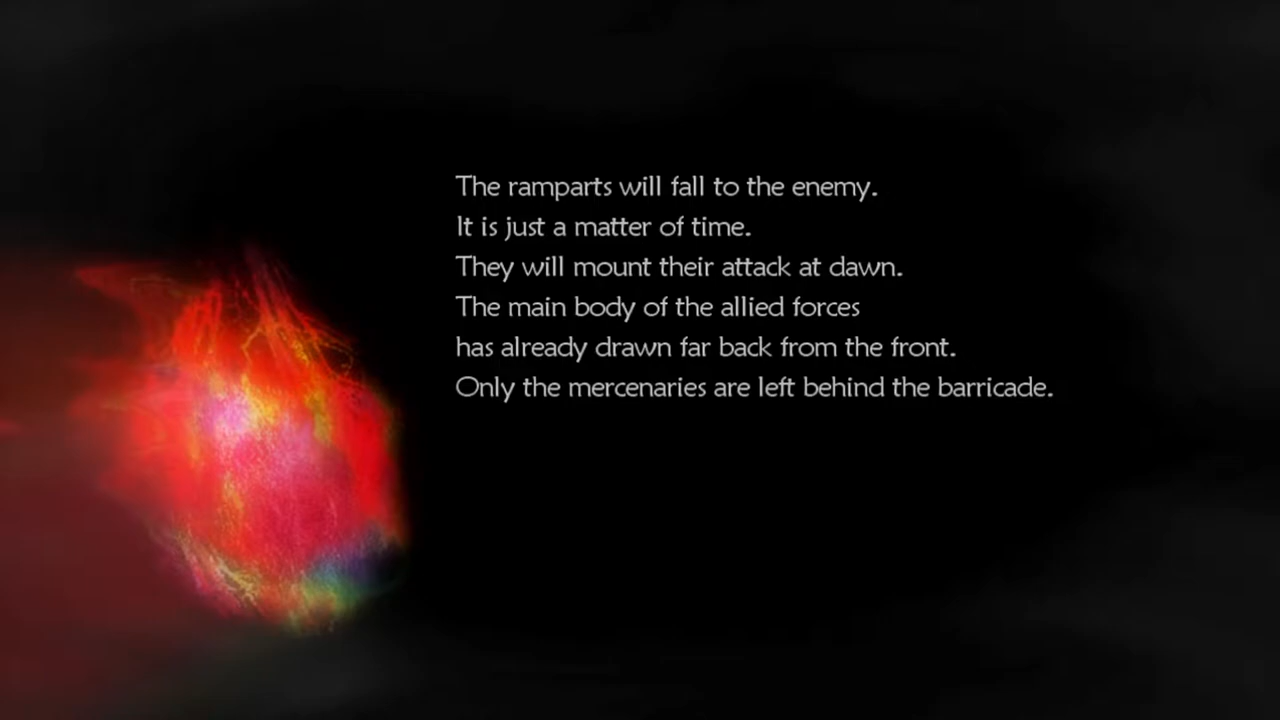 The ramparts will fall to the enemy.
It is just a matter of time.
They will mount their attack at dawn.
The main body of the allied forces
has already drawn far back from the front.
Only the mercenaries are left behind the barricade.